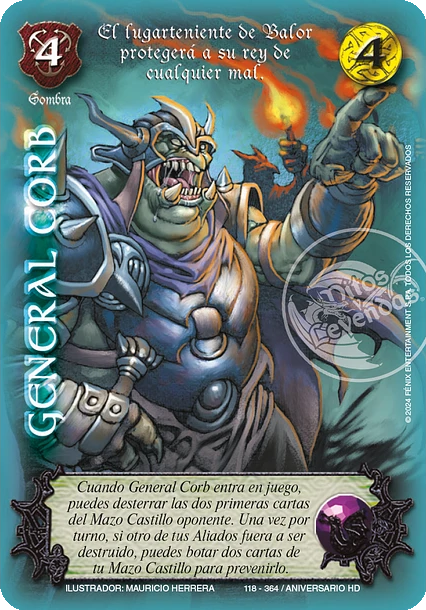 4
El lugarteniente de Balor
protegerá a su rey de
cualquier mal.
4
Sombra
GENERAL CORB
Mitos
y
Leyendas
© 2024 FÉNIX ENTERTAINMENT S.P.A. TODOS LOS DERECHOS RESERVADOS
Cuando General Corb entra en juego,
puedes desterrar las dos primeras cartas
del Mazo Castillo oponente. Una vez por
turno, si otro de tus Aliados fuera a ser
destruido, puedes botar dos cartas de
tu Mazo Castillo para prevenirlo.
ILUSTRADOR: MAURICIO HERRERA 118 - 364 / ANIVERSARIO HD